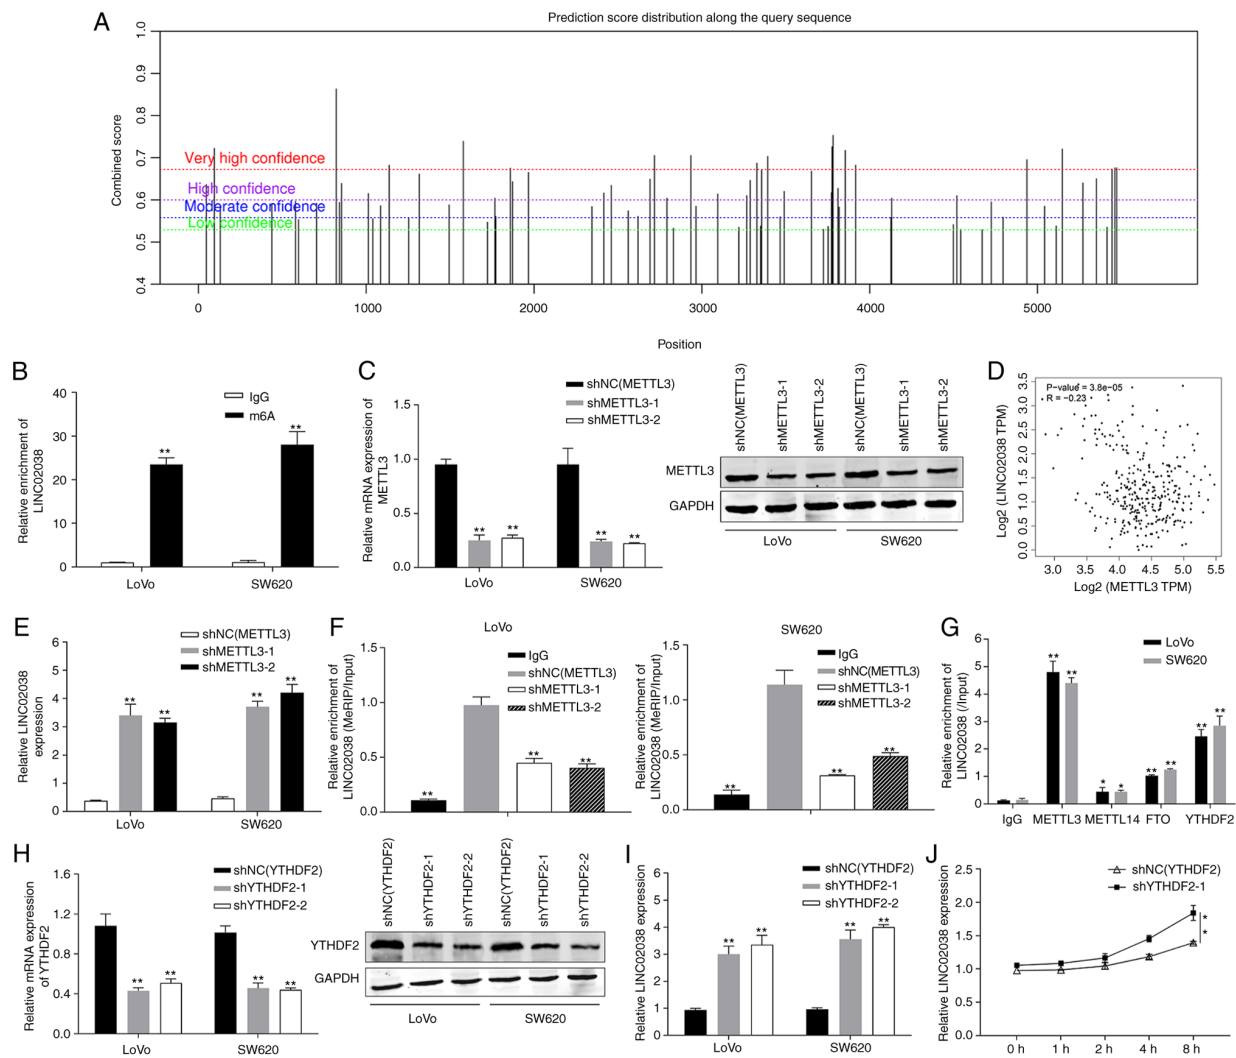 A
Prediction score distribution along the query sequence
Combined score
1.0
0.9
0.8
0.7
0.6
0.5
0.4
Very high confidence
High confidence
Moderate confidence
Low confidence
0 1000 2000 3000 4000 5000
Position
B
Relative enrichment of
LINC02038
40
30
20
10
0
IgG
m6A
**
**
LoVo SW620
C
Relative mRNA expression of
METTL3
1.5
1.0
0.5
0.0
shNC(METTL3)
shMETTL3-1
shMETTL3-2
** **
** **
LoVo SW620
shNC(METTL3)
shMETTL3-1
shMETTL3-2
shNC(METTL3)
shMETTL3-1
shMETTL3-2
METTL3
GAPDH
LoVo SW620
D
P-value = 3.8e-05
R = −0.23
Log2 (LINC02038 TPM)
3.5
3.0
2.5
2.0
1.5
1.0
0.5
0.0
3.0 3.5 4.0 4.5 5.0 5.5
Log2 (METTL3 TPM)
E
Relative LINC02038
expression
6
5
4
3
2
1
0
shNC(METTL3)
shMETTL3-1
shMETTL3-2
** **
** **
LoVo SW620
F
LoVo
Relative enrichment of
LINC02038 (MeRIP/Input)
1.5
1.0
0.5
0.0
IgG
shNC(METTL3)
shMETTL3-1
shMETTL3-2
** ** **
SW620
Relative enrichment of
LINC02038 (MeRIP/Input)
1.5
1.0
0.5
0.0
IgG
shNC(METTL3)
shMETTL3-1
shMETTL3-2
** ** **
G
Relative enrichment of
LINC02038 (/Input)
6
5
4
3
2
1
0
LoVo
SW620
** **
* *
** **
** **
IgG METTL3 METTL14 FTO YTHDF2
H
Relative mRNA expression
of YTHDF2
1.6
1.2
0.8
0.4
0.0
shNC(YTHDF2)
shYTHDF2-1
shYTHDF2-2
** **
** **
LoVo SW620
shNC(YTHDF2)
shYTHDF2-1
shYTHDF2-2
shNC(YTHDF2)
shYTHDF2-1
shYTHDF2-2
YTHDF2
GAPDH
LoVo SW620
I
Relative LINC02038 expression
6
5
4
3
2
1
0
shNC(YTHDF2)
shYTHDF2-1
shYTHDF2-2
** **
** **
LoVo SW620
J
Relative LINC02038 expression
2.5
2.0
1.5
1.0
0.5
0.0
shNC(YTHDF2)
shYTHDF2-1
**
0 h 1 h 2 h 4 h 8 h